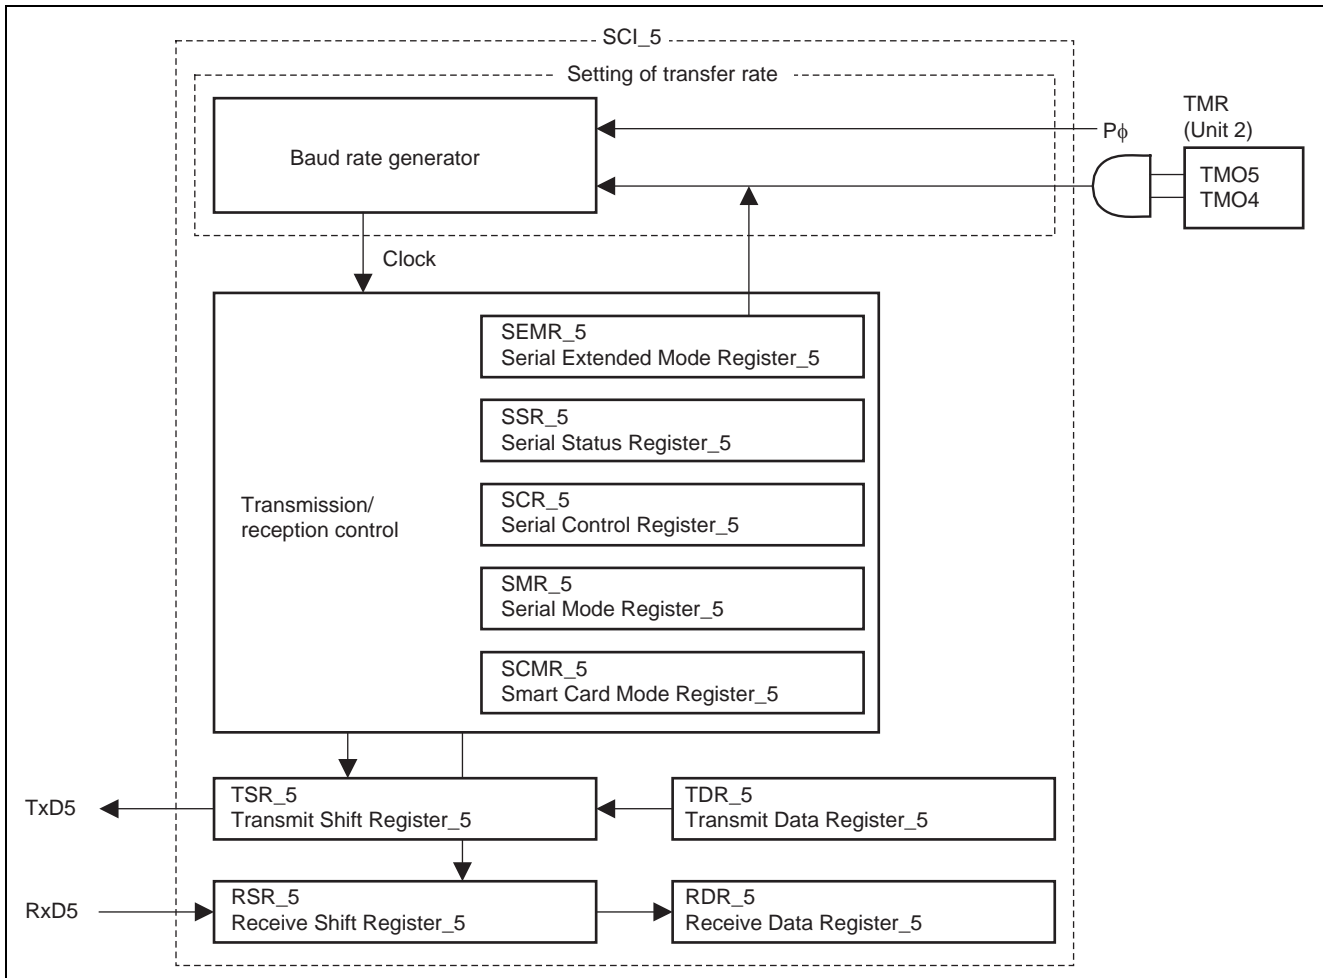 SCI_5
Setting of transfer rate
TMR
(Unit 2)
Pϕ
Baud rate generator
TMO5
TMO4
Clock
SEMR_5
Serial Extended Mode Register_5
SSR_5
Serial Status Register_5
Transmission/
reception control
SCR_5
Serial Control Register_5
SMR_5
Serial Mode Register_5
SCMR_5
Smart Card Mode Register_5
TxD5
TSR_5
Transmit Shift Register_5
TDR_5
Transmit Data Register_5
RxD5
RSR_5
Receive Shift Register_5
RDR_5
Receive Data Register_5